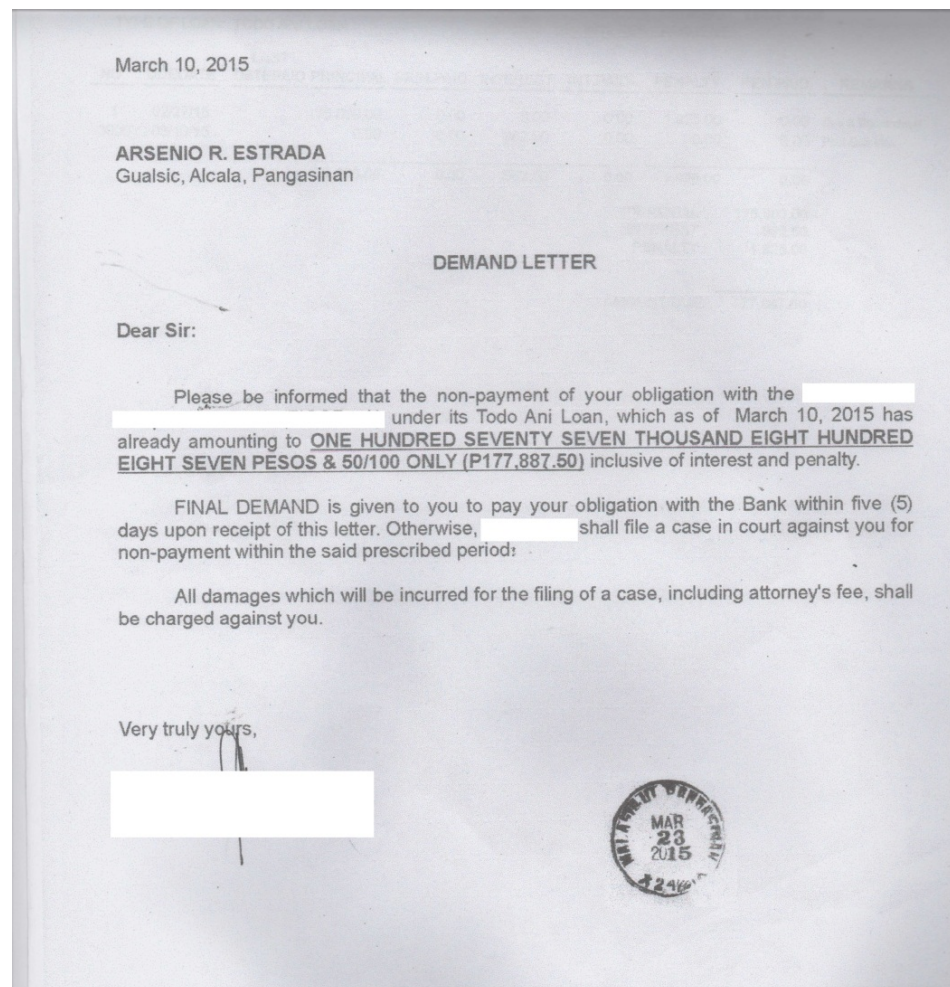 March 10, 2015
ARSENIO R. ESTRADA
Gualsic, Alcala, Pangasinan
DEMAND LETTER
Dear Sir:
Please be informed that the non-payment of your obligation with the
under its Todo Ani Loan, which as of March 10, 2015 has
already amounting to ONE HUNDRED SEVENTY SEVEN THOUSAND EIGHT HUNDRED
EIGHT SEVEN PESOS & 50/100 ONLY (P177,887.50) inclusive of interest and penalty.
FINAL DEMAND is given to you to pay your obligation with the Bank within five (5)
days upon receipt of this letter. Otherwise, shall file a case in court against you for
non-payment within the said prescribed period:
All damages which will be incurred for the filing of a case, including attorney's fee, shall
be charged against you.
Very truly yours,
MAR
23
2015